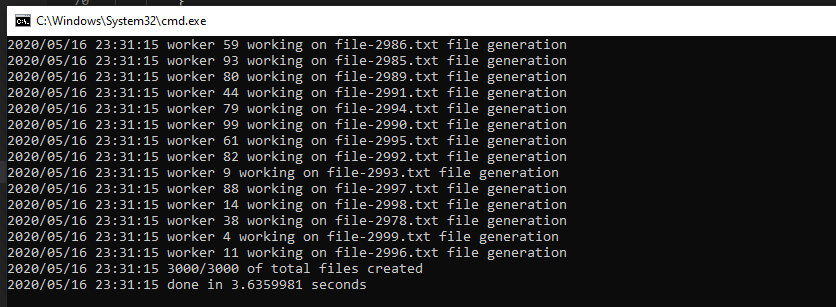 70 }
C:\Windows\System32\cmd.exe
2020/05/16 23:31:15 worker 59 working on file-2986.txt file generation
2020/05/16 23:31:15 worker 93 working on file-2985.txt file generation
2020/05/16 23:31:15 worker 80 working on file-2989.txt file generation
2020/05/16 23:31:15 worker 44 working on file-2991.txt file generation
2020/05/16 23:31:15 worker 79 working on file-2994.txt file generation
2020/05/16 23:31:15 worker 99 working on file-2990.txt file generation
2020/05/16 23:31:15 worker 61 working on file-2995.txt file generation
2020/05/16 23:31:15 worker 82 working on file-2992.txt file generation
2020/05/16 23:31:15 worker 9 working on file-2993.txt file generation
2020/05/16 23:31:15 worker 88 working on file-2997.txt file generation
2020/05/16 23:31:15 worker 14 working on file-2998.txt file generation
2020/05/16 23:31:15 worker 38 working on file-2978.txt file generation
2020/05/16 23:31:15 worker 4 working on file-2999.txt file generation
2020/05/16 23:31:15 worker 11 working on file-2996.txt file generation
2020/05/16 23:31:15 3000/3000 of total files created
2020/05/16 23:31:15 done in 3.6359981 seconds